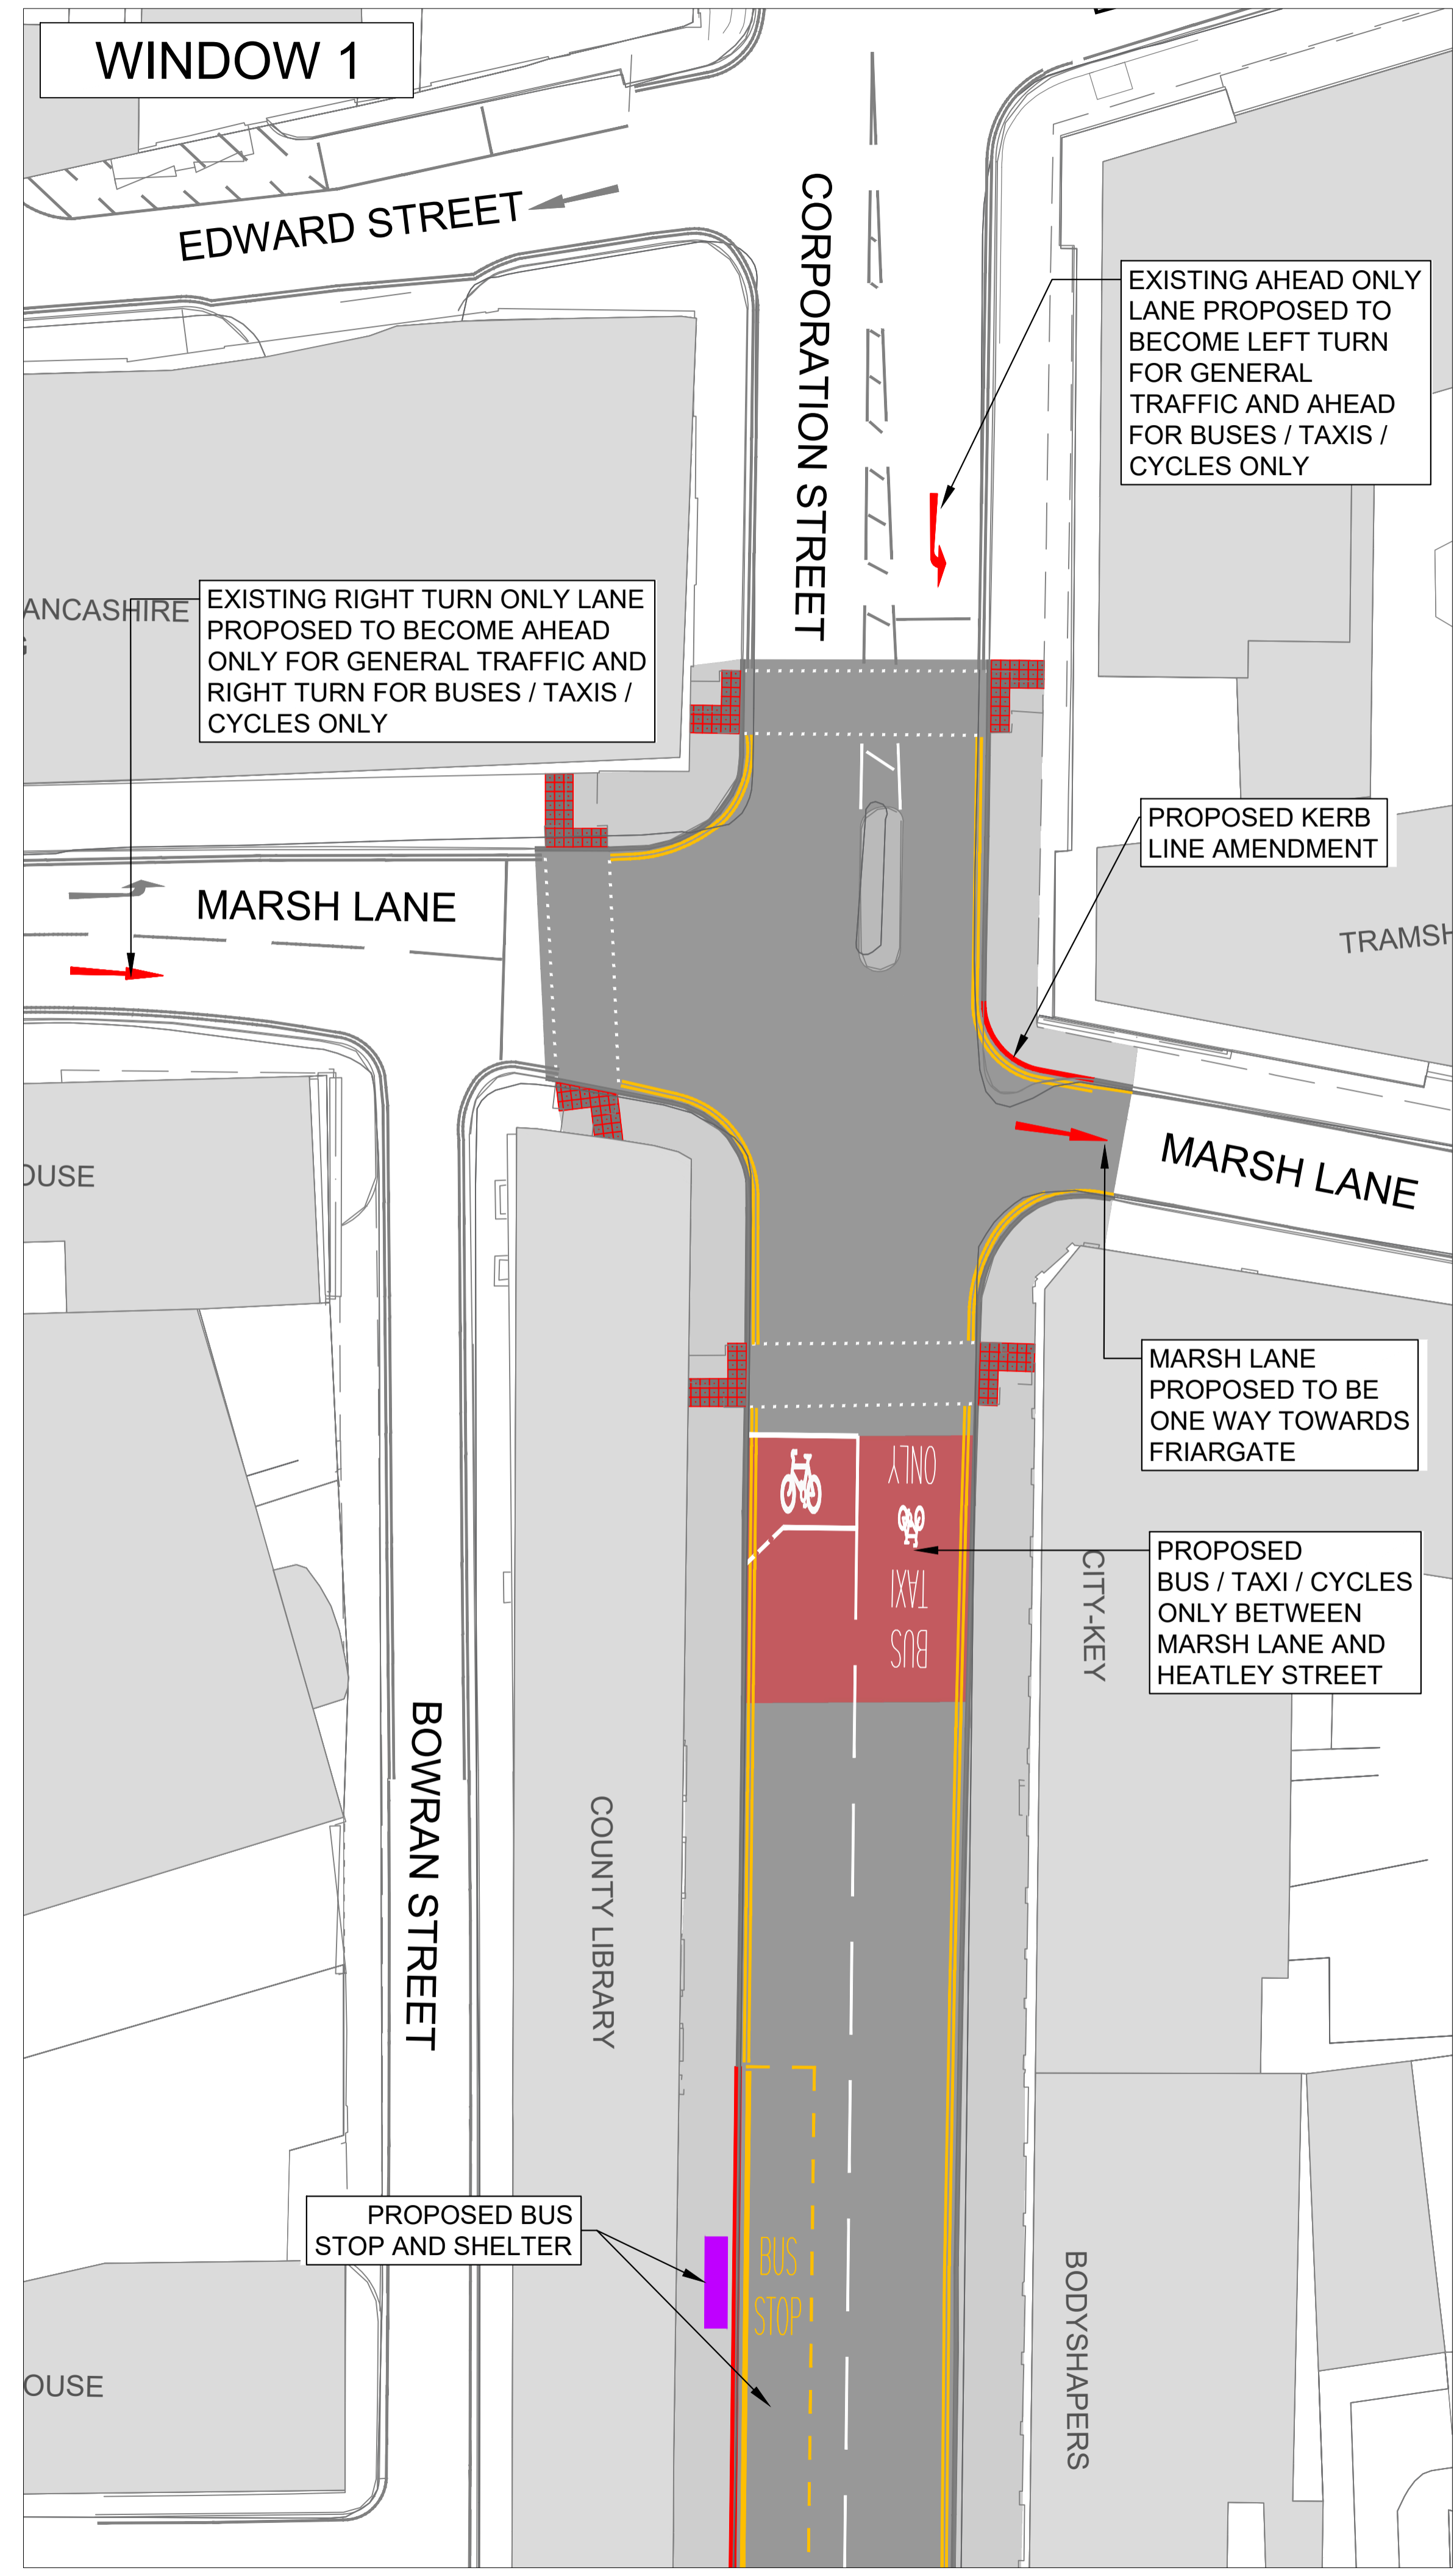 WINDOW 1
EDWARD STREET
CORPORATION STREET
EXISTING AHEAD ONLY
LANE PROPOSED TO
BECOME LEFT TURN
FOR GENERAL
TRAFFIC AND AHEAD
FOR BUSES / TAXIS /
CYCLES ONLY
ANCASHIRE
EXISTING RIGHT TURN ONLY LANE
PROPOSED TO BECOME AHEAD
ONLY FOR GENERAL TRAFFIC AND
RIGHT TURN FOR BUSES / TAXIS /
CYCLES ONLY
PROPOSED KERB
LINE AMENDMENT
MARSH LANE
TRAMSH
MARSH LANE
OUSE
MARSH LANE
PROPOSED TO BE
ONE WAY TOWARDS
FRIARGATE
ONLY
TAXI
BUS
PROPOSED
BUS / TAXI / CYCLES
ONLY BETWEEN
MARSH LANE AND
HEATLEY STREET
CITY-KEY
BOWRAN STREET
COUNTY LIBRARY
PROPOSED BUS
STOP AND SHELTER
BUS
STOP
BODYSHAPERS
OUSE